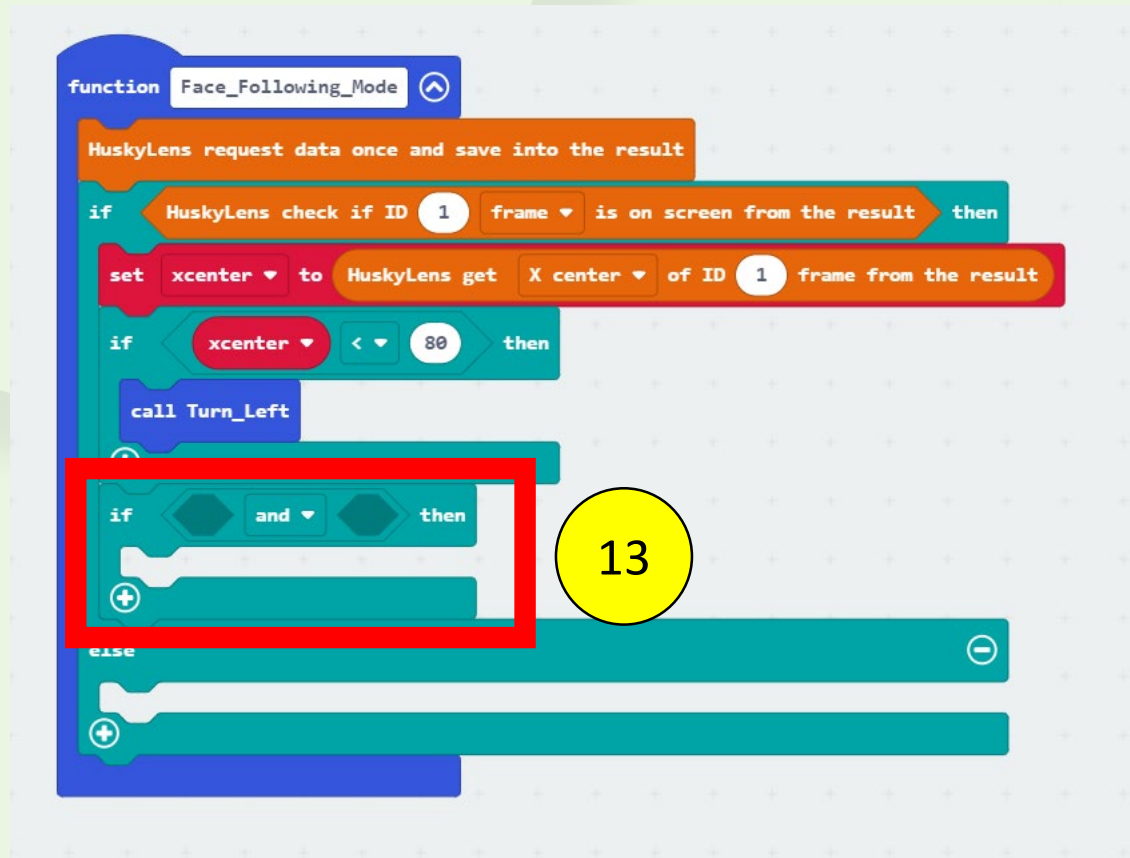 function Face_Following_Mode
HuskyLens request data once and save into the result
if HuskyLens check if ID 1 frame is on screen from the result then
set xcenter to HuskyLens get X center of ID 1 frame from the result
if xcenter < 80 then
call Turn_Left
if and then
13
else